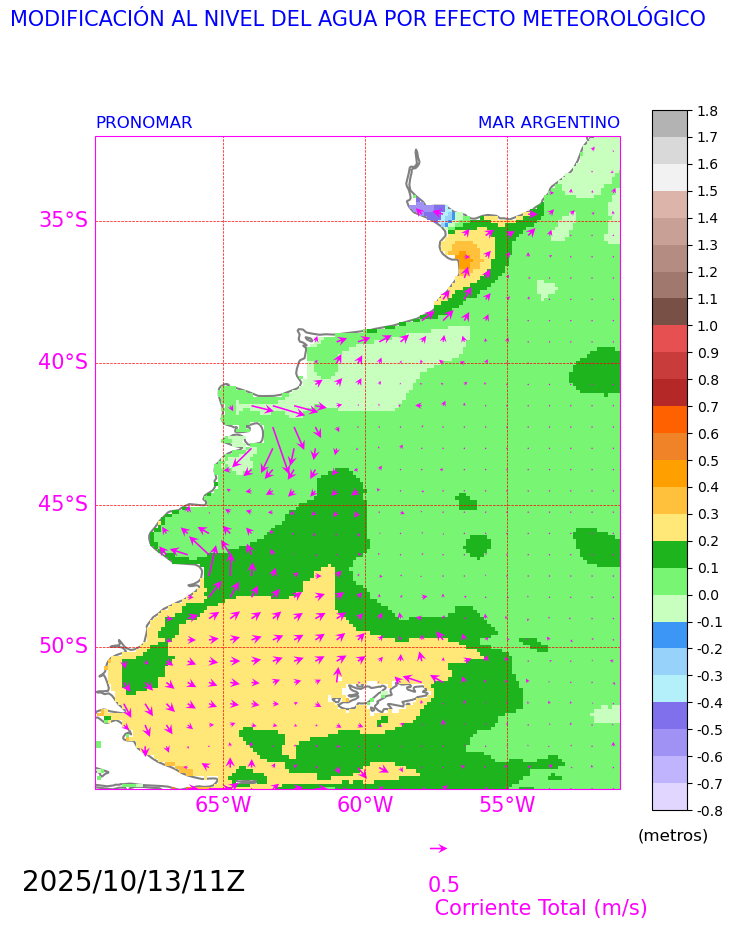 MODIFICACIÓN AL NIVEL DEL AGUA POR EFECTO METEOROLÓGICO
PRONOMAR
MAR ARGENTINO
35°S
40°S
45°S
50°S
65°W
60°W
55°W
1.8
1.7
1.6
1.5
1.4
1.3
1.2
1.1
1.0
0.9
0.8
0.7
0.6
0.5
0.4
0.3
0.2
0.1
0.0
-0.1
-0.2
-0.3
-0.4
-0.5
-0.6
-0.7
-0.8
(metros)
2025/10/13/11Z
0.5
Corriente Total (m/s)